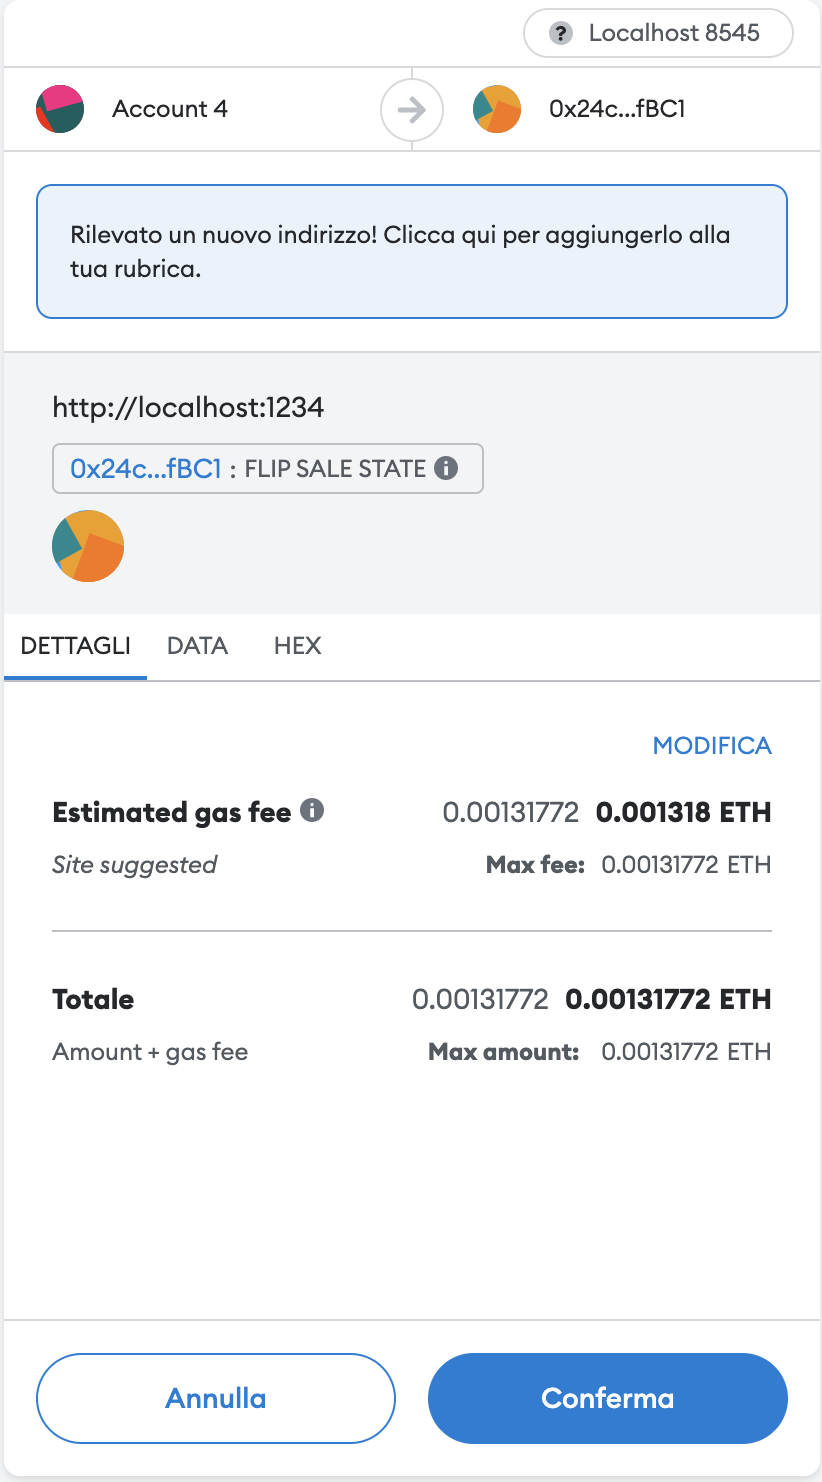 Localhost 8545
Account 4
0x24c...fBC1
Rilevato un nuovo indirizzo! Clicca qui per aggiungerlo alla
tua rubrica.
http://localhost:1234
0x24c...fBC1 : FLIP SALE STATE
DETTAGLI DATA HEX
MODIFICA
Estimated gas fee 0.00131772 0.001318 ETH
Site suggested Max fee: 0.00131772 ETH
Totale 0.00131772 0.00131772 ETH
Amount + gas fee Max amount: 0.00131772 ETH
Annulla Conferma